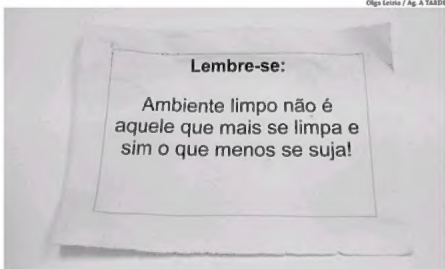 Olga Leiria / Ag. A TARDE
Lembre-se:
Ambiente limpo não é
aquele que mais se limpa e
sim o que menos se suja!